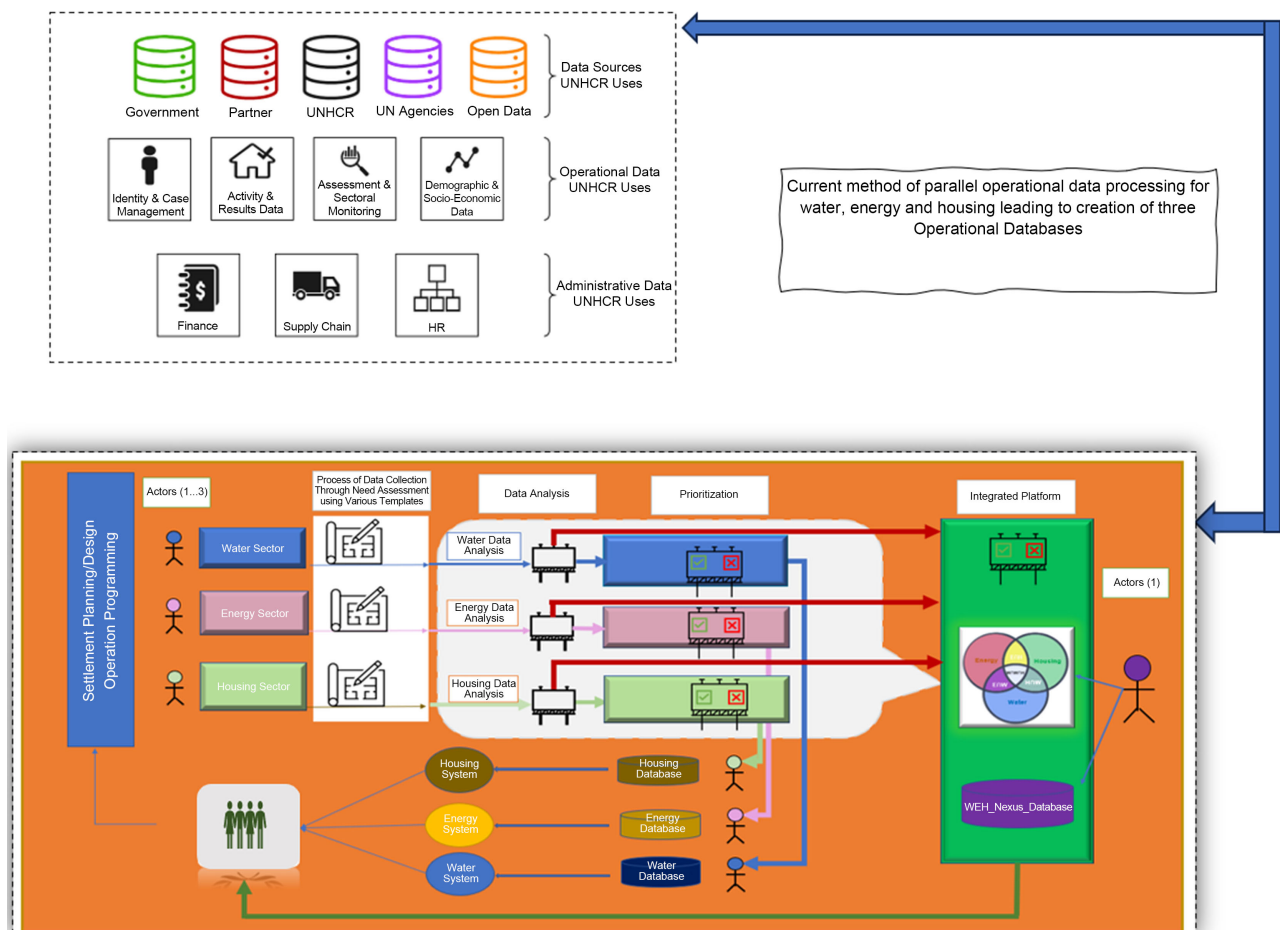 Government
Partner
UNHCR
UN Agencies
Open Data
Data Sources
UNHCR Uses
Identity & Case
Management
Activity &
Results Data
Assessment &
Sectoral
Monitoring
Demographic &
Socio-Economic
Data
Operational Data
UNHCR Uses
Finance
Supply Chain
HR
Administrative Data
UNHCR Uses
Current method of parallel operational data processing for
water, energy and housing leading to creation of three
Operational Databases
Settlement Planning/Design
Operation Programming
Actors (1...3)
Process of Data Collection
Through Need Assessment
using Various Templates
Data Analysis
Prioritization
Integrated Platform
Water Sector
Water Data
Analysis
Energy Sector
Energy Data
Analysis
Housing Sector
Housing Data
Analysis
Actors (1)
Energy
Housing
Water
WEH_Nexus_Database
Housing
System
Housing
Database
Energy
System
Energy
Database
Water
System
Water
Database